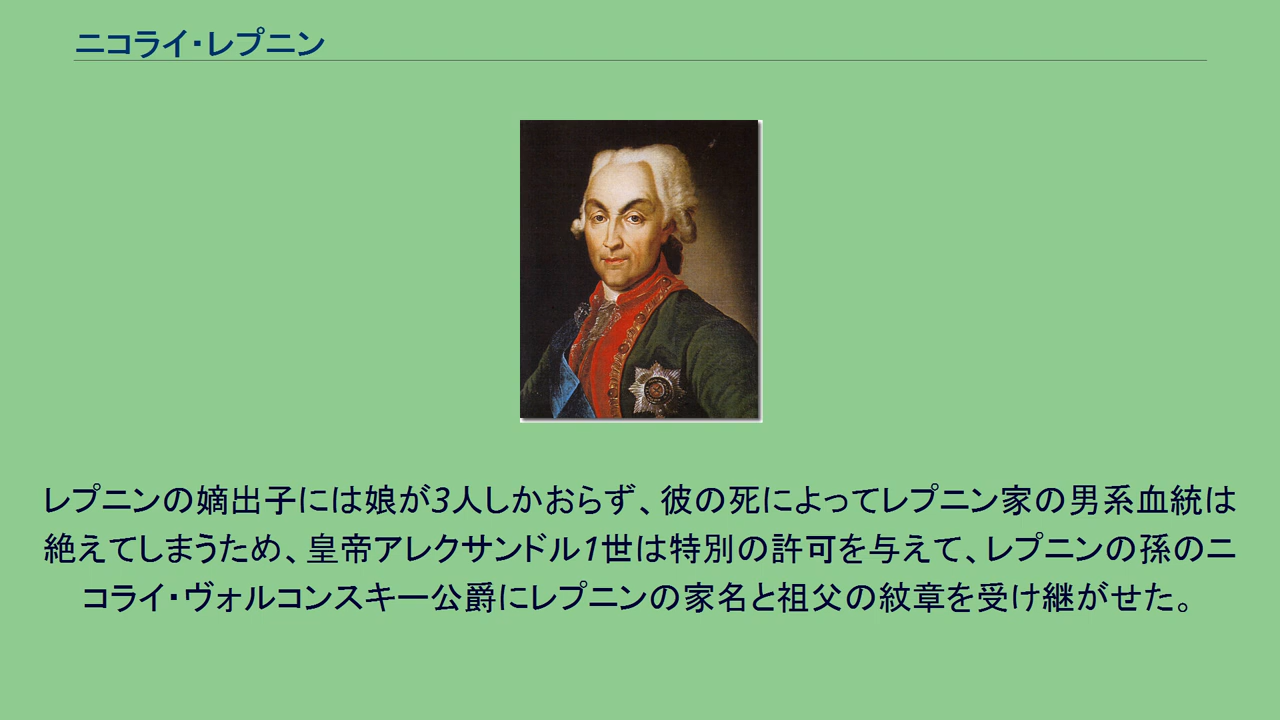 ニコライ・レプニン
レプニンの嫡出子には娘が3人しかおらず、彼の死によってレプニン家の男系血統は
絶えてしまうため、皇帝アレクサンドル1世は特別の許可を与えて、レプニンの孫のニ
コライ・ヴォルコンスキー公爵にレプニンの家名と祖父の紋章を受け継がせた。